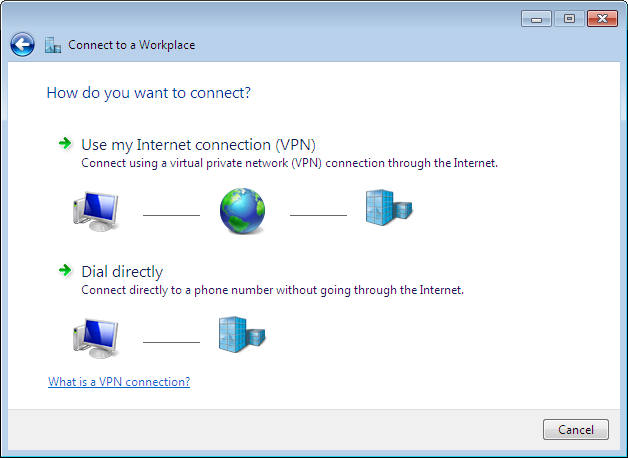 Connect to a Workplace
How do you want to connect?
Use my Internet connection (VPN)
Connect using a virtual private network (VPN) connection through the Internet.
Dial directly
Connect directly to a phone number without going through the Internet.
What is a VPN connection?
Cancel